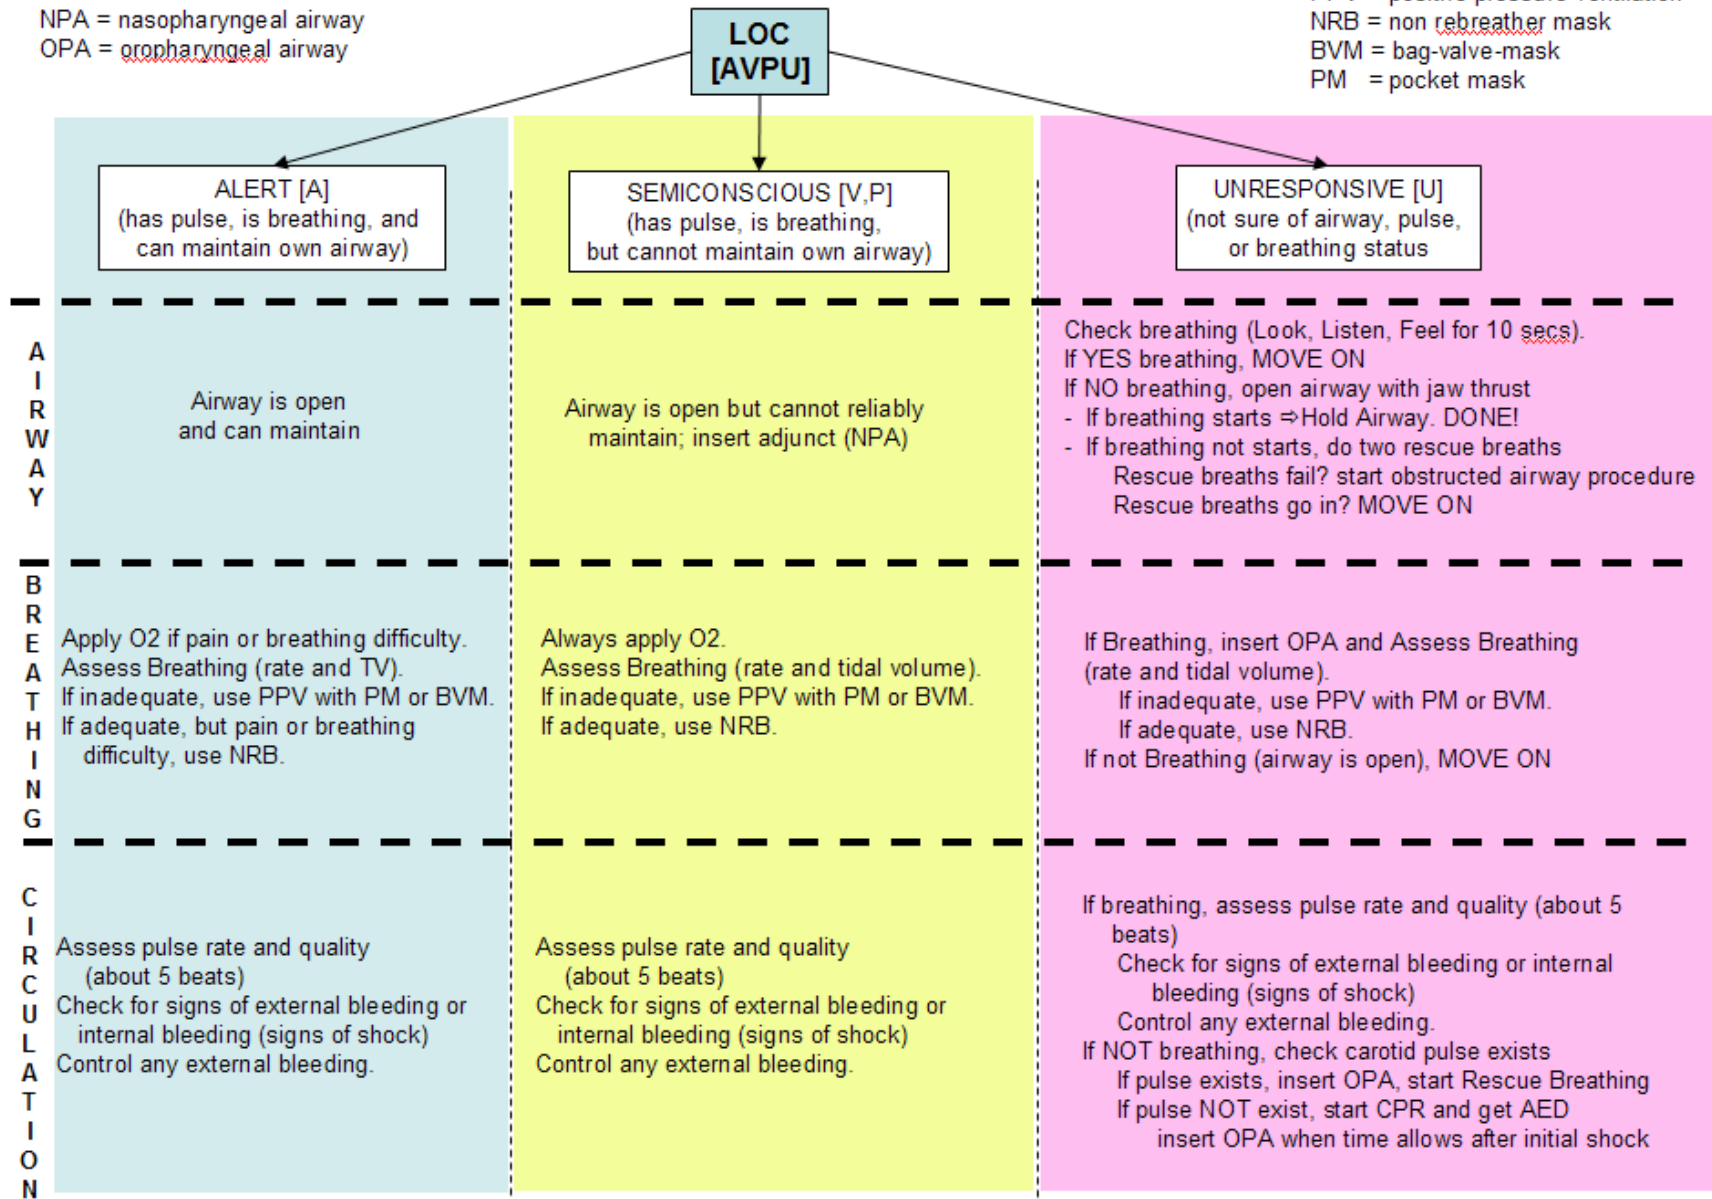 NPA = nasopharyngeal airway
OPA = oropharyngeal airway
NRB = non rebreather mask
BVM = bag-valve-mask
PM = pocket mask
LOC
[AVPU]
ALERT [A]
(has pulse, is breathing, and
can maintain own airway)
SEMICONSCIOUS [V,P]
(has pulse, is breathing,
but cannot maintain own airway)
UNRESPONSIVE [U]
(not sure of airway, pulse,
or breathing status
AIRWAY
Airway is open
and can maintain
Airway is open but cannot reliably
maintain; insert adjunct (NPA)
Check breathing (Look, Listen, Feel for 10 secs).
If YES breathing, MOVE ON
If NO breathing, open airway with jaw thrust
- If breathing starts ⇨Hold Airway. DONE!
- If breathing not starts, do two rescue breaths
Rescue breaths fail? start obstructed airway procedure
Rescue breaths go in? MOVE ON
BREATHING
Apply O2 if pain or breathing difficulty.
Assess Breathing (rate and TV).
If inadequate, use PPV with PM or BVM.
If adequate, but pain or breathing
difficulty, use NRB.
Always apply O2.
Assess Breathing (rate and tidal volume).
If inadequate, use PPV with PM or BVM.
If adequate, use NRB.
If Breathing, insert OPA and Assess Breathing
(rate and tidal volume).
If inadequate, use PPV with PM or BVM.
If adequate, use NRB.
If not Breathing (airway is open), MOVE ON
CIRCULATION
Assess pulse rate and quality
(about 5 beats)
Check for signs of external bleeding or
internal bleeding (signs of shock)
Control any external bleeding.
Assess pulse rate and quality
(about 5 beats)
Check for signs of external bleeding or
internal bleeding (signs of shock)
Control any external bleeding.
If breathing, assess pulse rate and quality (about 5
beats)
Check for signs of external bleeding or internal
bleeding (signs of shock)
Control any external bleeding.
If NOT breathing, check carotid pulse exists
If pulse exists, insert OPA, start Rescue Breathing
If pulse NOT exist, start CPR and get AED
insert OPA when time allows after initial shock